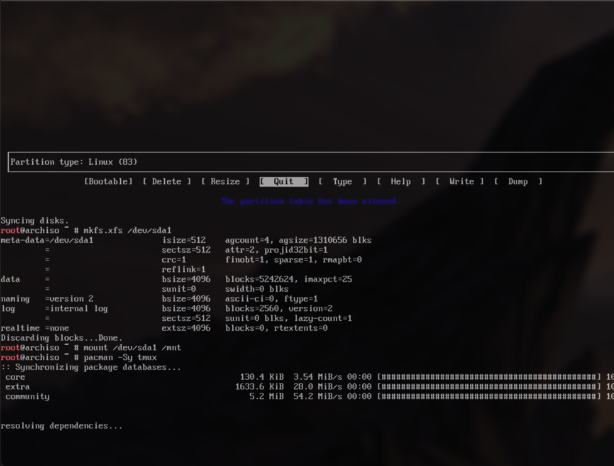 Partition type: Linux (83)
[Bootable] [ Delete ] [ Resize ] [ Quit ] [ Type ] [ Help ] [ Write ] [ Dump ]
The partition table has been altered.
Syncing disks.
root@archiso ~ # mkfs.xfs /dev/sda1
meta-data=/dev/sda1 isize=512 agcount=4, agsize=1310656 blks
= sectsz=512 attr=2, projid32bit=1
= crc=1 finobt=1, sparse=1, rmapbt=0
= reflink=1
data = bsize=4096 blocks=5242624, imaxpct=25
= sunit=0 swidth=0 blks
naming =version 2 bsize=4096 ascii-ci=0, ftype=1
log =internal log bsize=4096 blocks=2560, version=2
= sectsz=512 sunit=0 blks, lazy-count=1
realtime =none extsz=4096 blocks=0, rtextents=0
Discarding blocks...Done.
root@archiso ~ # mount /dev/sda1 /mnt
root@archiso ~ # pacman -Sy tmux
:: Synchronizing package databases...
core 130.4 KiB 3.54 MiB/s 00:00 [###########################################] 10
extra 1633.6 KiB 28.0 MiB/s 00:00 [###########################################] 10
community 5.2 MiB 54.2 MiB/s 00:00 [###########################################] 10
resolving dependencies...